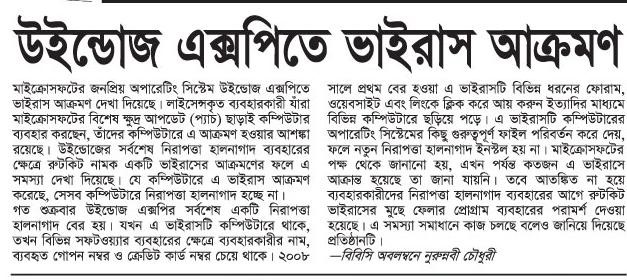 উইন্ডোজ এক্সপিতে ভাইরাস আক্রমণ
মাইক্রোসফটের জনপ্রিয় অপারেটিং সিস্টেম উইন্ডোজ এক্সপিতে
ভাইরাস আক্রমণ দেখা দিয়েছে। লাইসেন্সকৃত ব্যবহারকারী যাঁরা
মাইক্রোসফটের বিশেষ ক্ষুদ্র আপডেট (প্যাচ) ছাড়াই কম্পিউটার
ব্যবহার করছেন, তাঁদের কম্পিউটারে এ আক্রমণ হওয়ার আশঙ্কা
রয়েছে। উইন্ডোজের সর্বশেষ নিরাপত্তা হালনাগাদ ব্যবহারের
ক্ষেত্রে রুটকিট নামক একটি ভাইরাসের আক্রমণের ফলে এ
সমস্যা দেখা দিয়েছে। যে কম্পিউটারে এ ভাইরাস আক্রমণ
করেছে, সেসব কম্পিউটারে নিরাপত্তা হালনাগাদ হচ্ছে না।
গত শুক্রবার উইন্ডোজ এক্সপির সর্বশেষ একটি নিরাপত্তা
হালনাগাদ বের হয়। যখন এ ভাইরাসটি কম্পিউটারে থাকে,
তখন বিভিন্ন সফটওয়্যার ব্যবহারের ক্ষেত্রে ব্যবহারকারীর নাম,
ব্যবহৃত গোপন নম্বর ও ক্রেডিট কার্ড নম্বর চেয়ে থাকে। ২০০৮
সালে প্রথম বের হওয়া এ ভাইরাসটি বিভিন্ন ধরনের ফোরাম,
ওয়েবসাইট এবং লিংকে ক্লিক করে আয় করুন ইত্যাদির মাধ্যমে
বিভিন্ন কম্পিউটারে ছড়িয়ে পড়ে। এ ভাইরাসটি কম্পিউটারের
অপারেটিং সিস্টেমের কিছু গুরুত্বপূর্ণ ফাইল পরিবর্তন করে দেয়,
ফলে নতুন নিরাপত্তা হালনাগাদ ইনস্টল হয় না। মাইক্রোসফটের
পক্ষ থেকে জানানো হয়, এখন পর্যন্ত কতজন এ ভাইরাসে
আক্রান্ত হয়েছে তা জানা যায়নি। তবে আতঙ্কিত না হয়ে
ব্যবহারকারীদের নিরাপত্তা হালনাগাদ ব্যবহারের আগে রুটকিট
ভাইরাসের মুছে ফেলার প্রোগ্রাম ব্যবহারের পরামর্শ দেওয়া
হয়েছে। এ সমস্যা সমাধানে কাজ চলছে বলেও জানিয়ে দিয়েছে
প্রতিষ্ঠানটি।
—বিবিসি অবলম্বনে নুরুন্নবী চৌধুরী